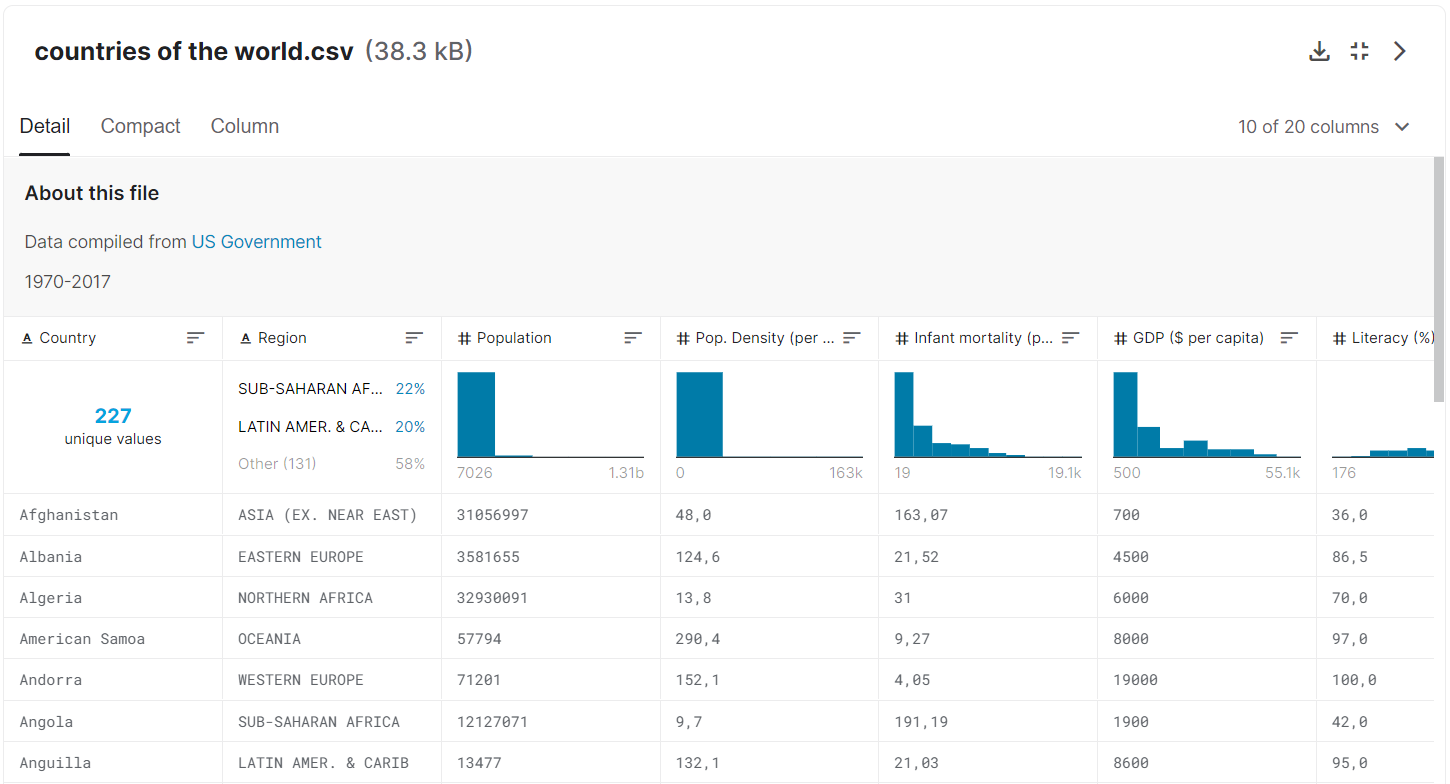 countries of the world.csv (38.3 kB)
Detail Compact Column 10 of 20 columns
About this file
Data compiled from US Government
1970-2017
A Country A Region # Population # Pop. Density (per ... # Infant mortality (p... # GDP ($ per capita) # Literacy (%)
227
unique values
SUB-SAHARAN AF... 22%
LATIN AMER. & CA... 20%
Other (131) 58%
7026 1.31b 0 163k 19 19.1k 500 55.1k 176
Afghanistan ASIA (EX. NEAR EAST) 31056997 48,0 163,07 700 36,0
Albania EASTERN EUROPE 3581655 124,6 21,52 4500 86,5
Algeria NORTHERN AFRICA 32930091 13,8 31 6000 70,0
American Samoa OCEANIA 57794 290,4 9,27 8000 97,0
Andorra WESTERN EUROPE 71201 152,1 4,05 19000 100,0
Angola SUB-SAHARAN AFRICA 12127071 9,7 191,19 1900 42,0
Anguilla LATIN AMER. & CARIB 13477 132,1 21,03 8600 95,0